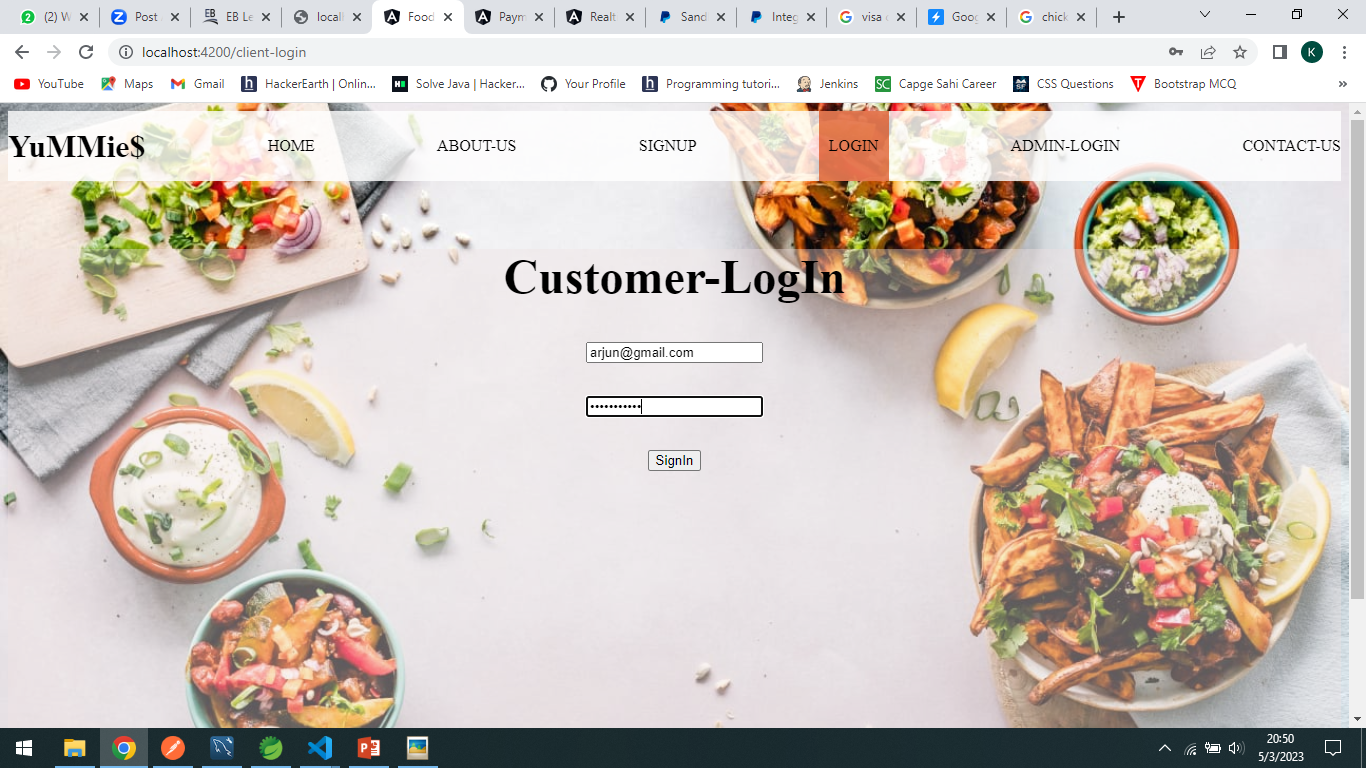 (2) W
Post
EB Le
locall
Food
Paym
Realt
Sand
Integ
visa
Goog
chick
localhost:4200/client-login
K
YouTube
Maps
Gmail
HackerEarth | Onlin...
Solve Java | Hacker...
Your Profile
Programming tutori...
Jenkins
Capge Sahi Career
CSS Questions
Bootstrap MCQ
»
YuMMie$
HOME
ABOUT-US
SIGNUP
LOGIN
ADMIN-LOGIN
CONTACT-US
Customer-LogIn
arjun@gmail.com
•••••••••••
SignIn
20:50
5/3/2023